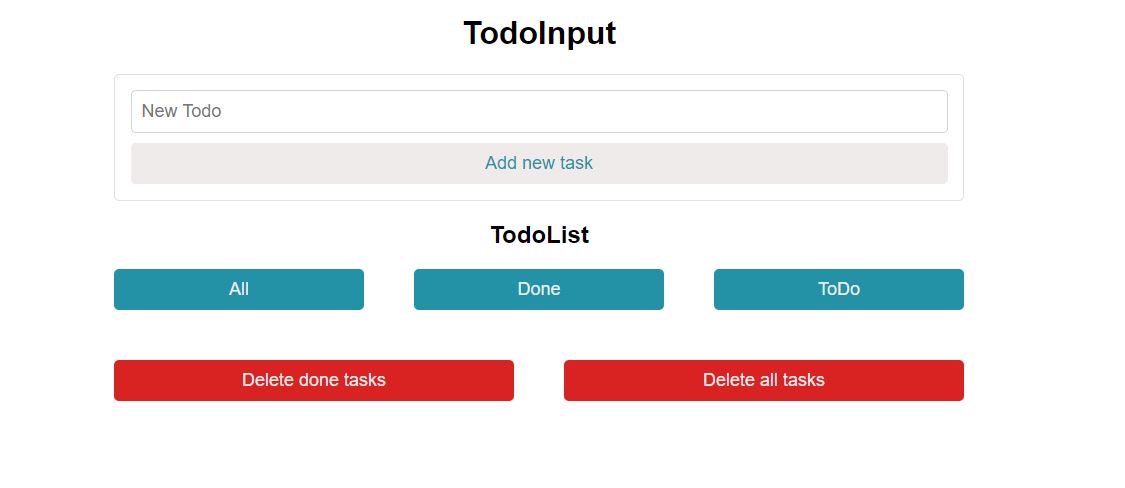 TodoInput
New Todo
Add new task
TodoList
All Done ToDo
Delete done tasks Delete all tasks